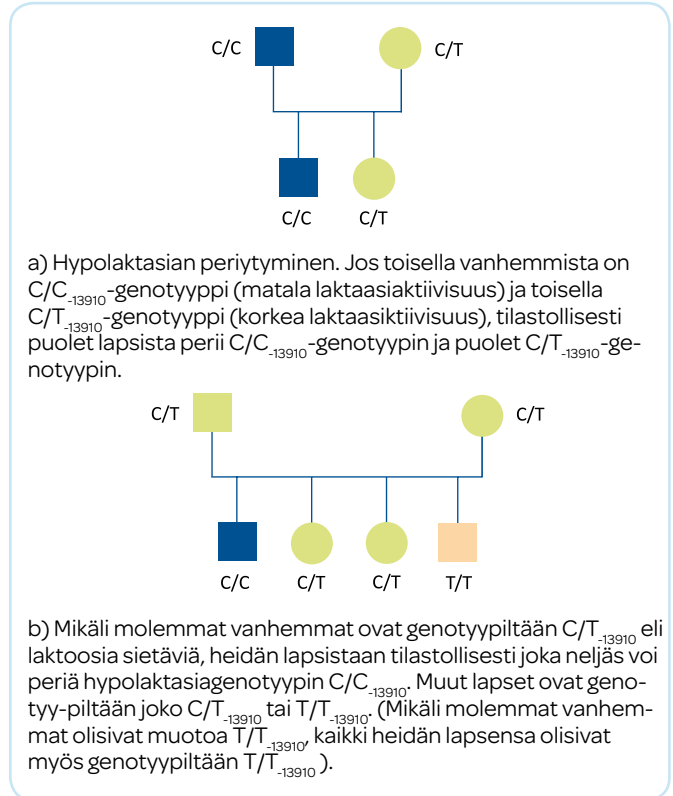 C/C C/T
C/C C/T
a) Hypolaktasian periytyminen. Jos toisella vanhemmista on
C/C-13910-genotyyppi (matala laktaasiaktiivisuus) ja toisella
C/T-13910-genotyyppi (korkea laktaasiktiivisuus), tilastollisesti
puolet lapsista perii C/C-13910-genotyypin ja puolet C/T-13910-ge-
notyypin.
C/T C/T
C/C C/T C/T T/T
b) Mikäli molemmat vanhemmat ovat genotyypiltään C/T-13910 eli
laktoosia sietäviä, heidän lapsistaan tilastollisesti joka neljäs voi
periä hypolaktasiagenotyypin C/C-13910. Muut lapset ovat geno-
tyy-piltään joko C/T-13910 tai T/T-13910. (Mikäli molemmat vanhem-
mat olisivat muotoa T/T-13910, kaikki heidän lapsensa olisivat
myös genotyypiltään T/T-13910 ).